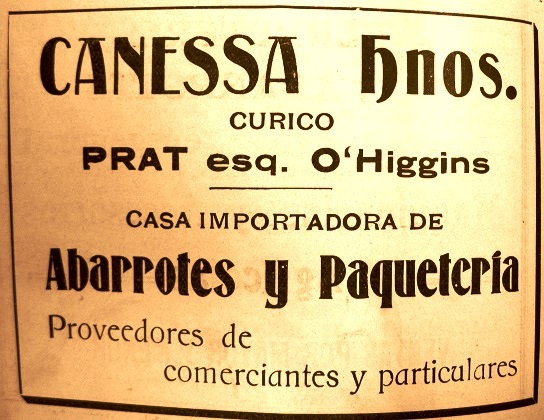 CANESSA Hnos.
CURICO
PRAT esq. O'Higgins
CASA IMPORTADORA DE
Abarrotes y Paquetería
Proveedores de
comerciantes y particulares